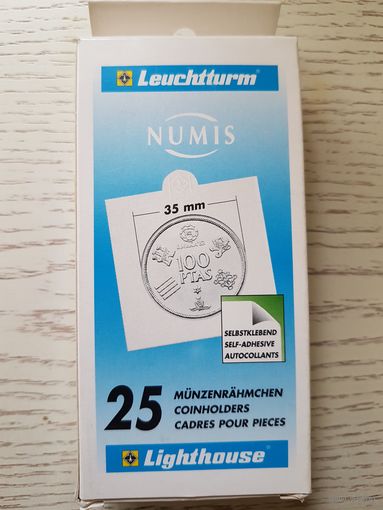 Leuchtturm®
NUMIS
35 mm
100
PTAS
SELBSTKLEBEND
SELF-ADHESIVE
AUTOCOLLANTS
25
MÜNZENRÄHMCHEN
COINHOLDERS
CADRES POUR PIECES
Lighthouse®